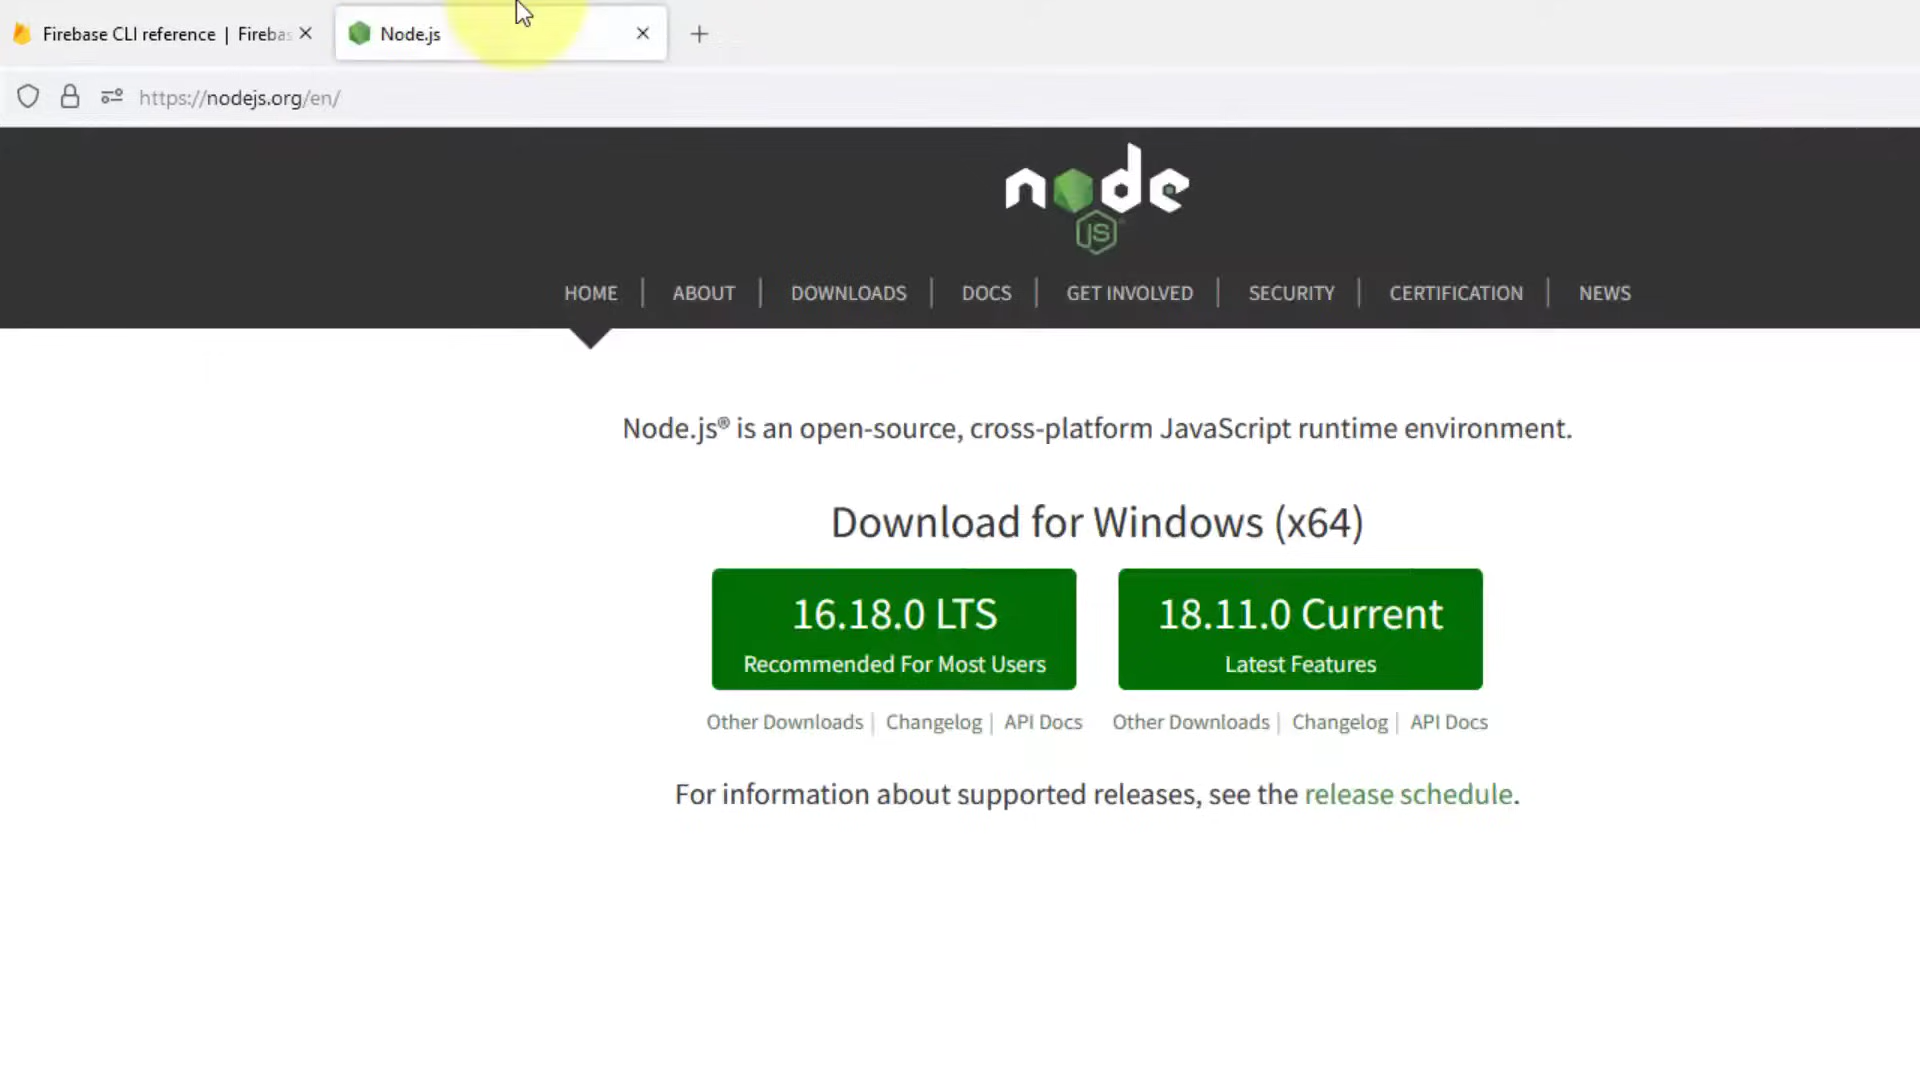 Firebase CLI reference | Firebas
Node.js
https://nodejs.org/en/
node
JS
HOME | ABOUT | DOWNLOADS | DOCS | GET INVOLVED | SECURITY | CERTIFICATION | NEWS
Node.js® is an open-source, cross-platform JavaScript runtime environment.
Download for Windows (x64)
16.18.0 LTS
Recommended For Most Users
18.11.0 Current
Latest Features
Other Downloads | Changelog | API Docs
Other Downloads | Changelog | API Docs
For information about supported releases, see the release schedule.